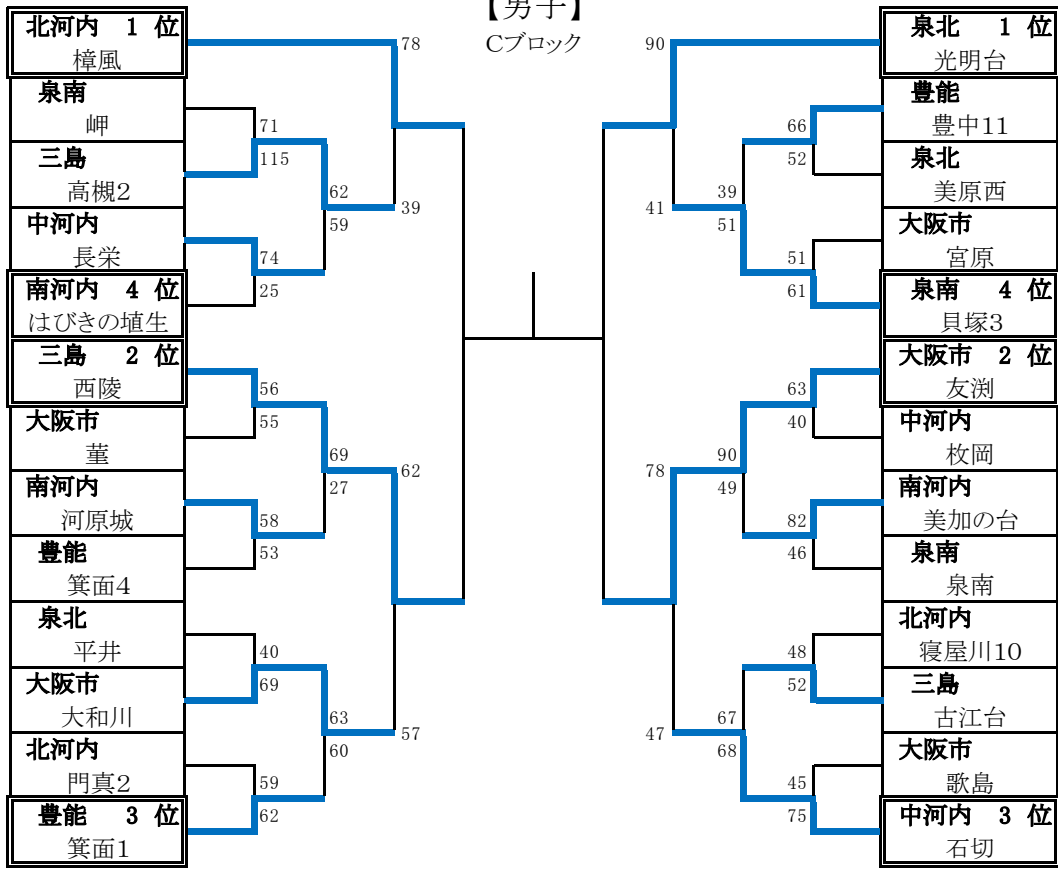 【男子】
Cブロック
北河内 1 位
樟風
泉南
岬
三島
高槻2
中河内
長栄
南河内 4 位
はびきの埴生
三島 2 位
西陵
大阪市
菫
南河内
河原城
豊能
箕面4
泉北
平井
大阪市
大和川
北河内
門真2
豊能 3 位
箕面1
71
115
74
25
56
55
58
53
40
69
59
62
62
59
69
27
63
60
78
39
62
57
90
41
78
47
39
51
90
49
67
68
66
52
51
61
63
40
82
46
48
52
45
75
泉北 1 位
光明台
豊能
豊中11
泉北
美原西
大阪市
宮原
泉南 4 位
貝塚3
大阪市 2 位
友渕
中河内
枚岡
南河内
美加の台
泉南
泉南
北河内
寝屋川10
三島
古江台
大阪市
歌島
中河内 3 位
石切